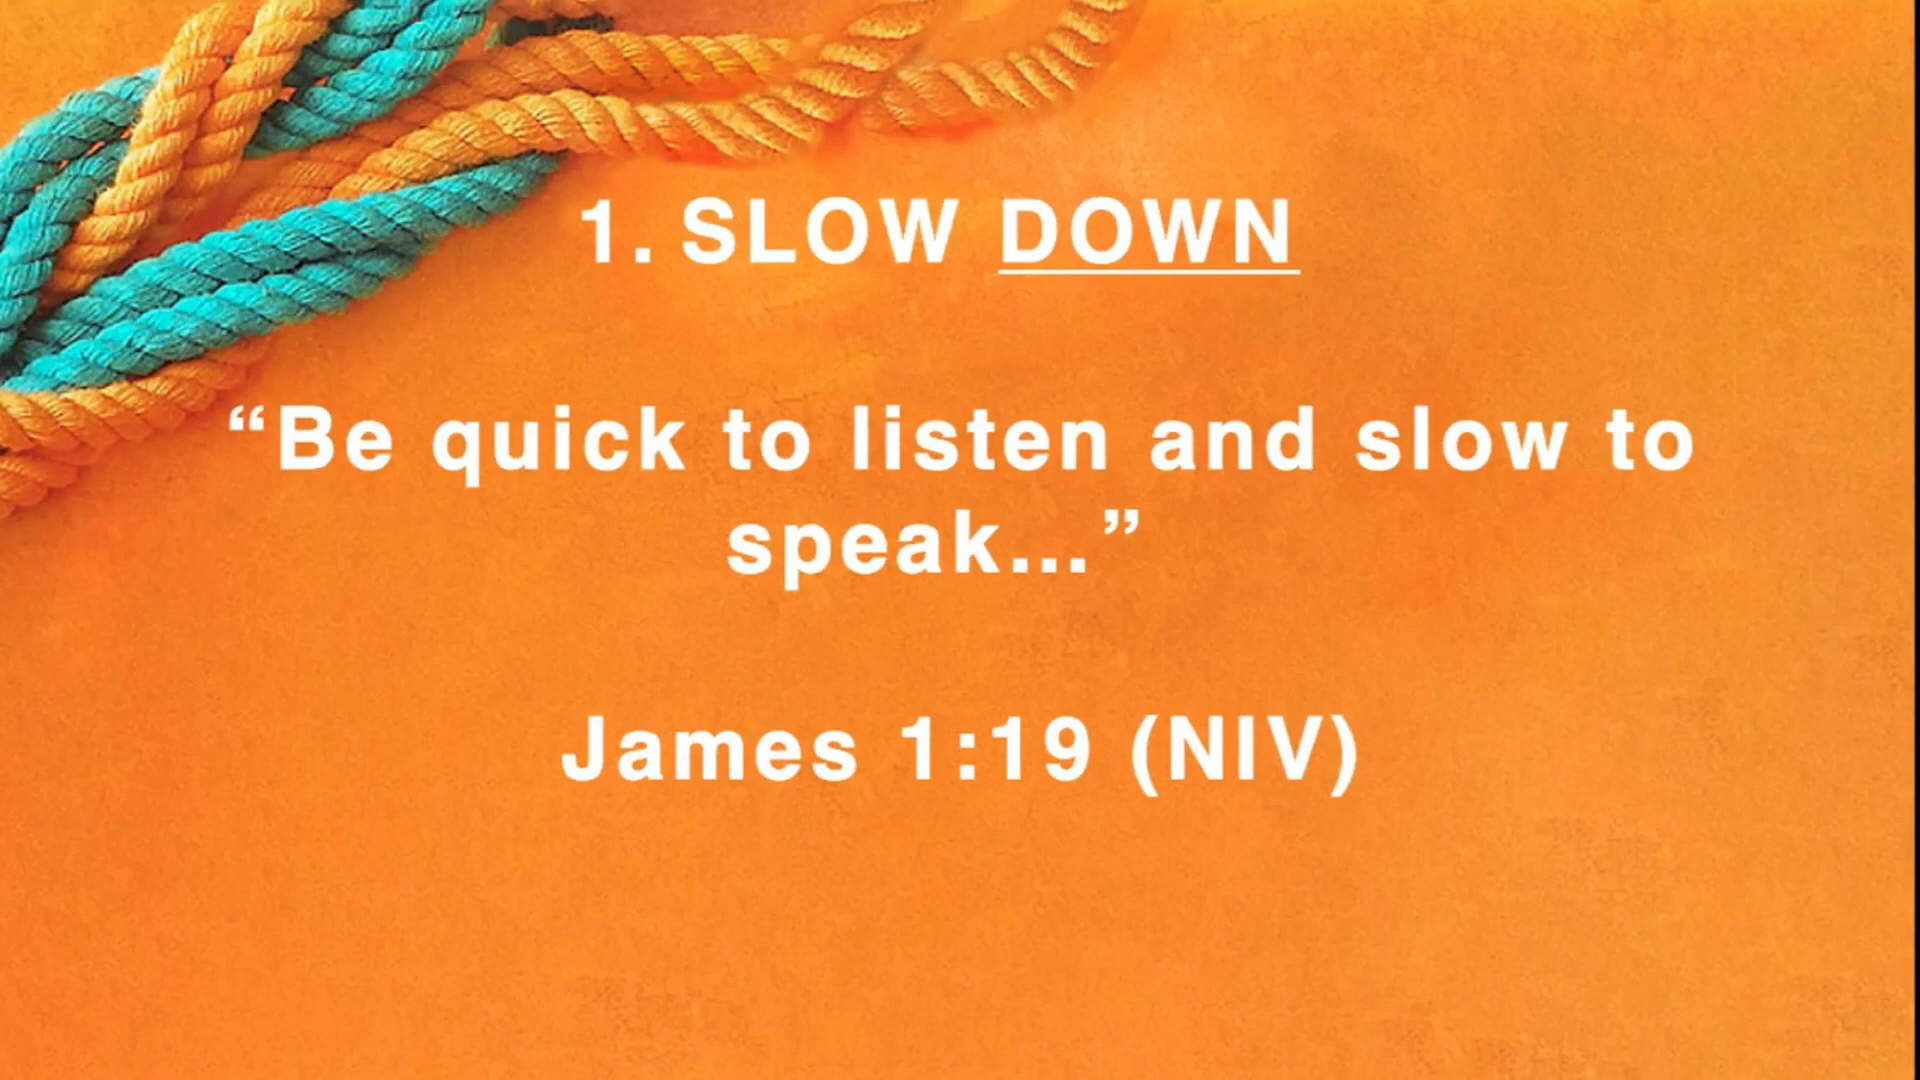 1. SLOW DOWN
“Be quick to listen and slow to
speak...”
James 1:19 (NIV)